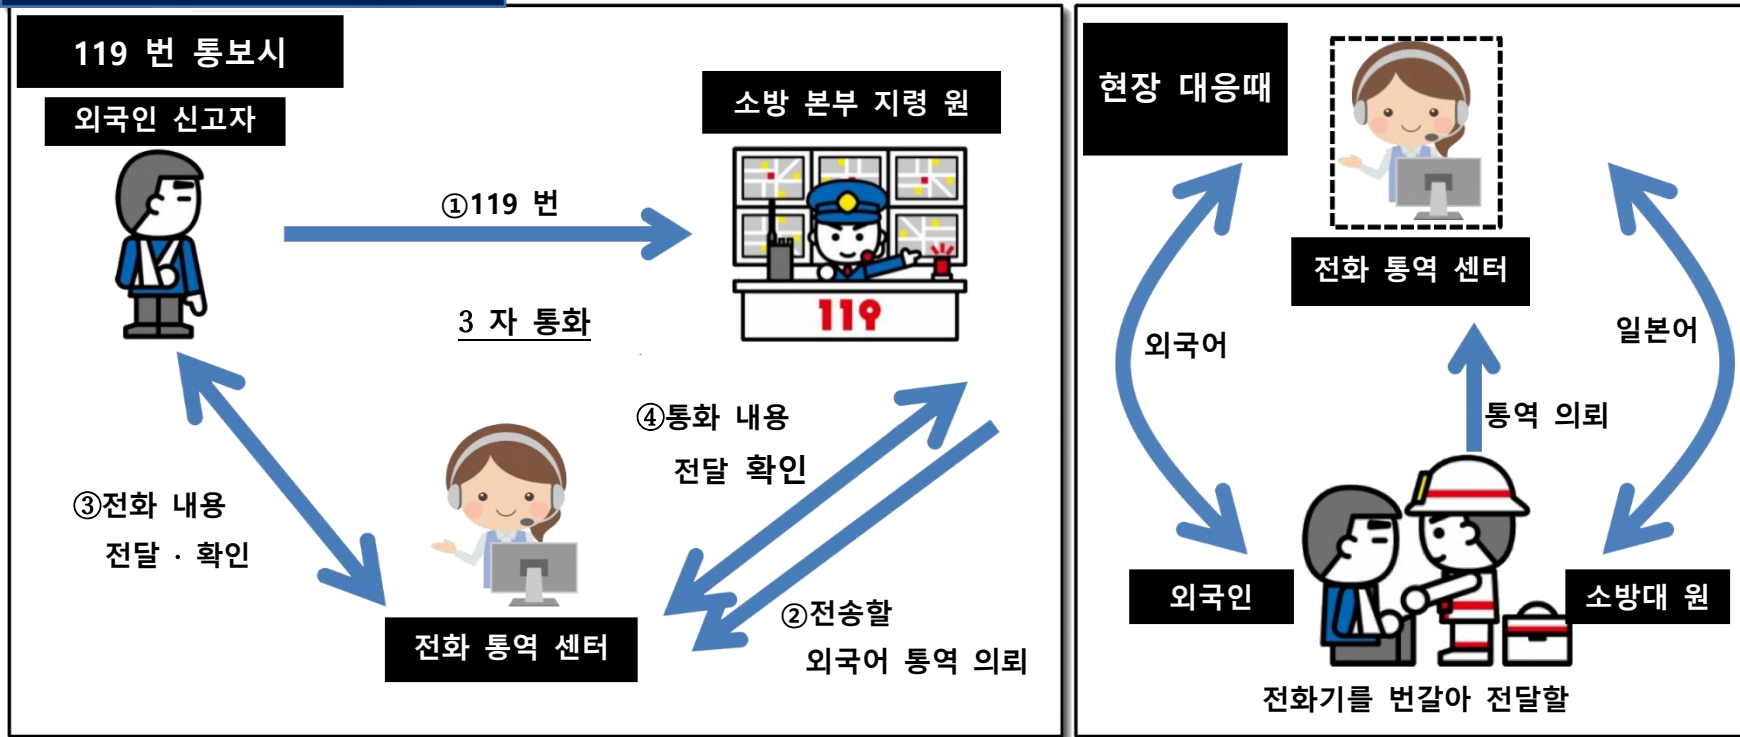 119 번 통보시
외국인 신고자
소방 본부 지령 원
①119 번
119
3 자 통화
④통화 내용
전달 확인
③전화 내용
전달 · 확인
②전송할
외국어 통역 의뢰
전화 통역 센터
현장 대응때
전화 통역 센터
외국어
일본어
통역 의뢰
외국인
소방대 원
전화기를 번갈아 전달할